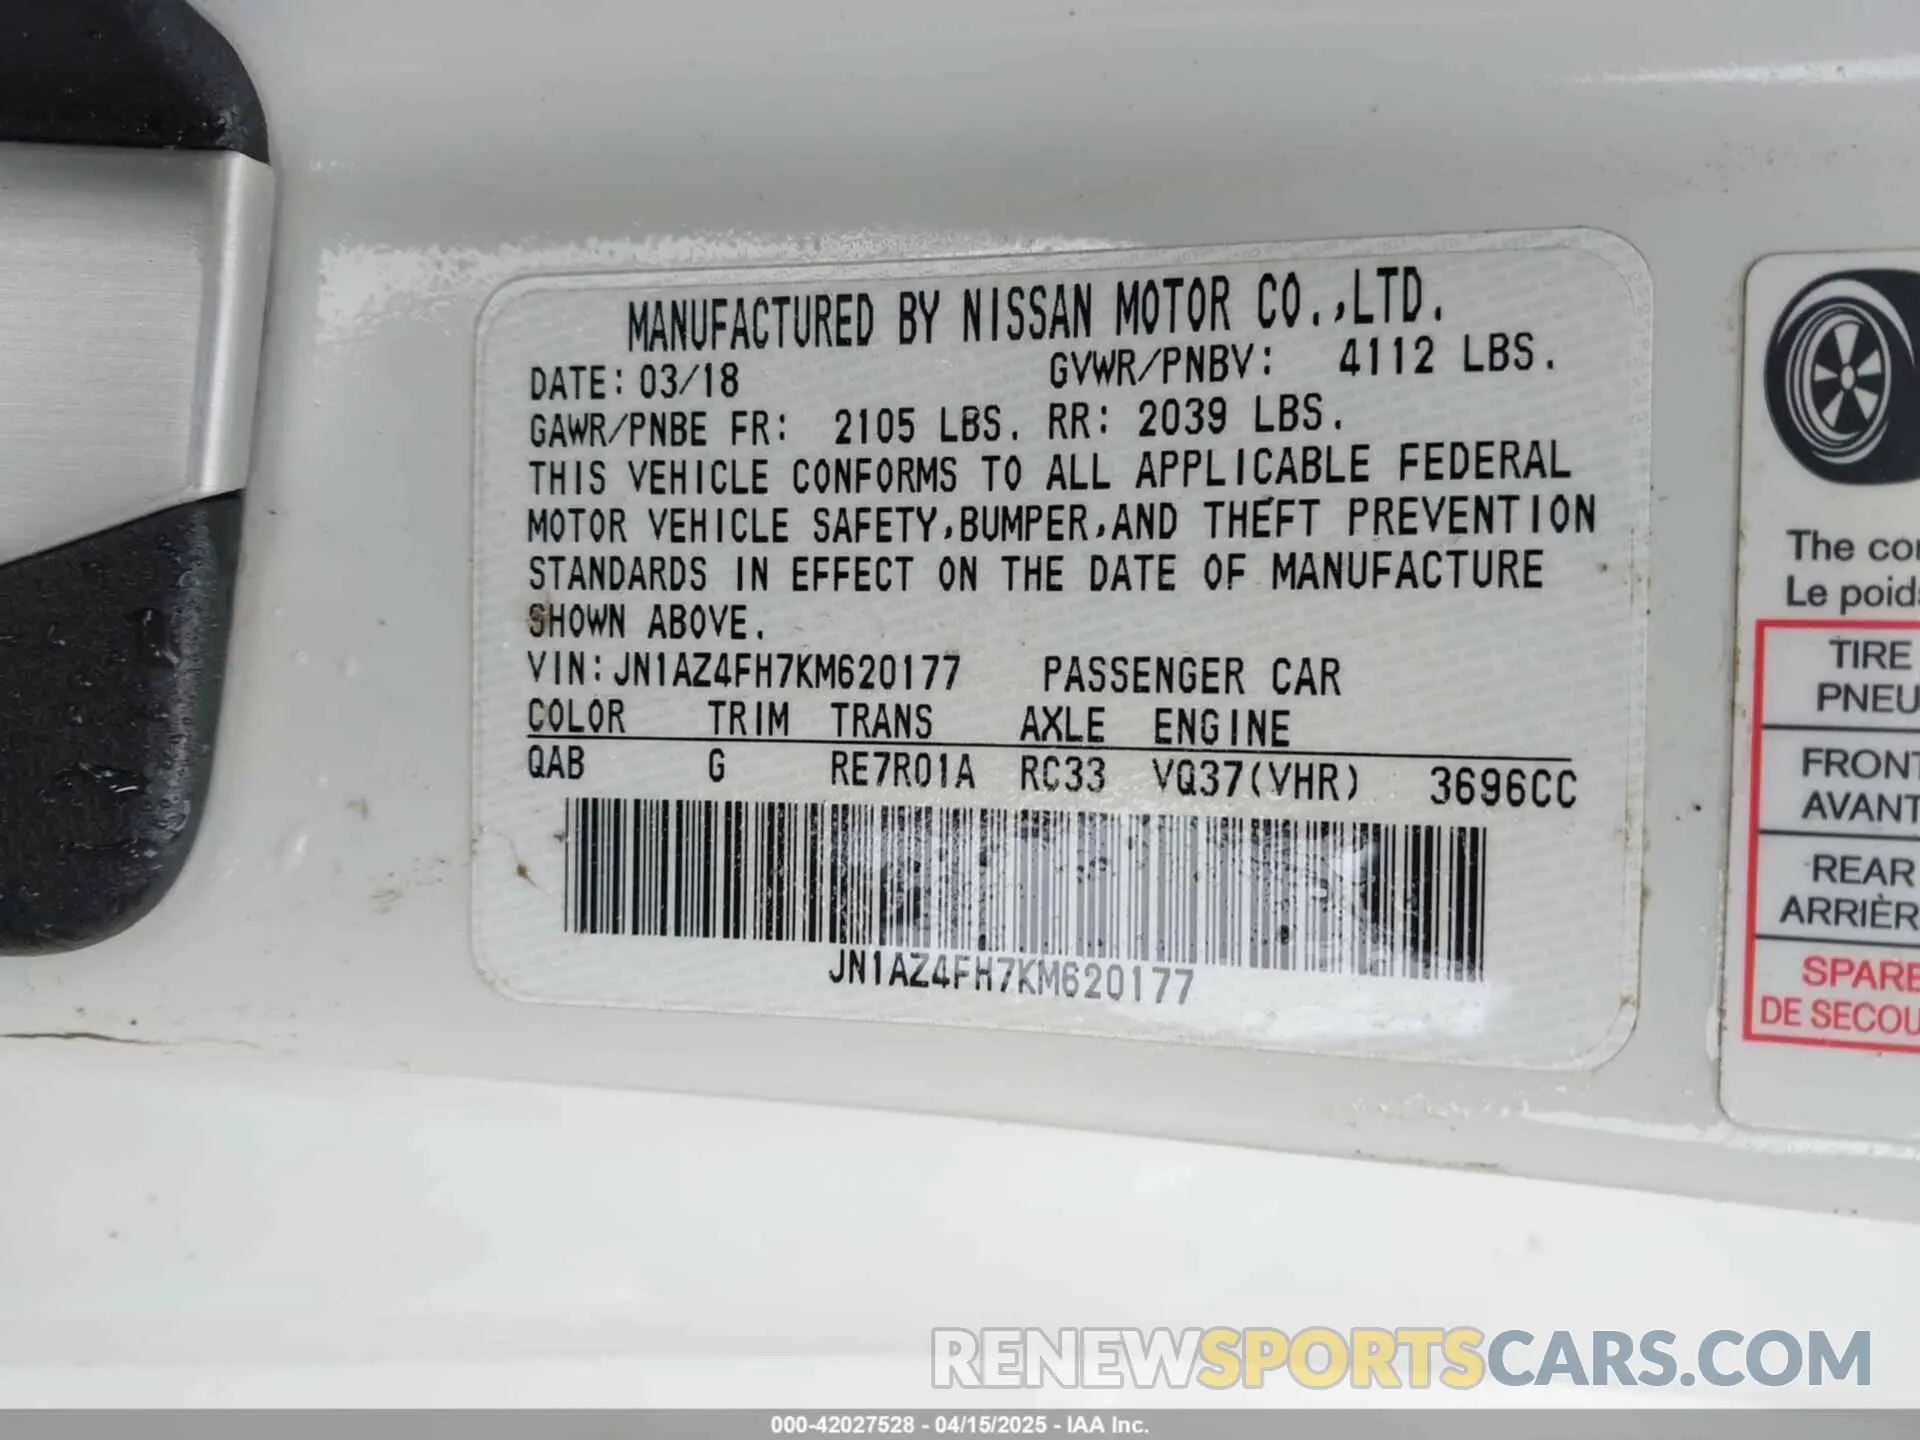 MANUFACTURED BY NISSAN MOTOR CO.,LTD.
DATE: 03/18 GVWR/PNBV: 4112 LBS.
GAWR/PNBE FR: 2105 LBS. RR: 2039 LBS.
THIS VEHICLE CONFORMS TO ALL APPLICABLE FEDERAL
MOTOR VEHICLE SAFETY,BUMPER,AND THEFT PREVENTION
STANDARDS IN EFFECT ON THE DATE OF MANUFACTURE
SHOWN ABOVE.
VIN:JN1AZ4FH7KM620177 PASSENGER CAR
COLOR TRIM TRANS AXLE ENGINE
QAB G RE7R01A RC33 VQ37(VHR) 3696CC
JN1AZ4FH7KM620177
The
Le
TIRE
PNEU
FRONT
AVANT
REAR
ARRIÈR
SPARE
DE SECOU
RENEWSPORTSCARS.COM
000-42027528 - 04/15/2025 - IAA Inc.